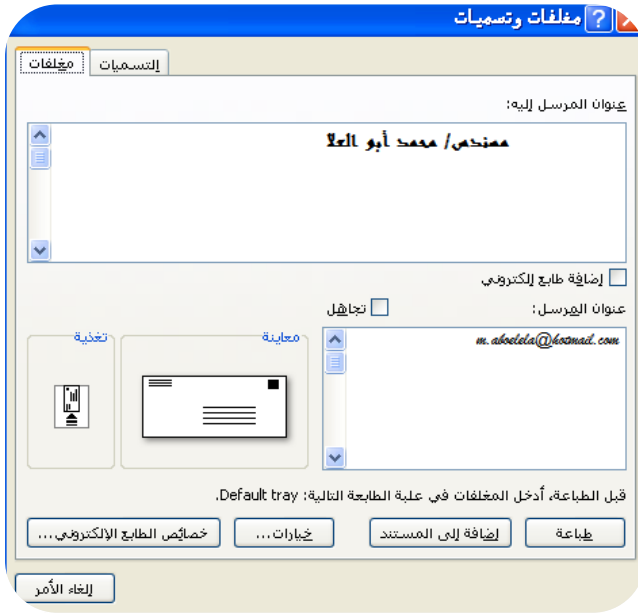 مغلفات وتسميات
مغلفات التسميات
عنوان المرسل إليه:
مهندس/ محمد أبو العلا
إضافة طابع إلكتروني
عنوان المرسل: تجاهل
m.aboelela@hotmail.com
معاينة تغذية
قبل الطباعة، أدخل المغلفات في علبة الطابعة التالية: Default tray.
طباعة إضافة إلى المستند خيارات... خصائص الطابع الإلكتروني...
إلغاء الأمر